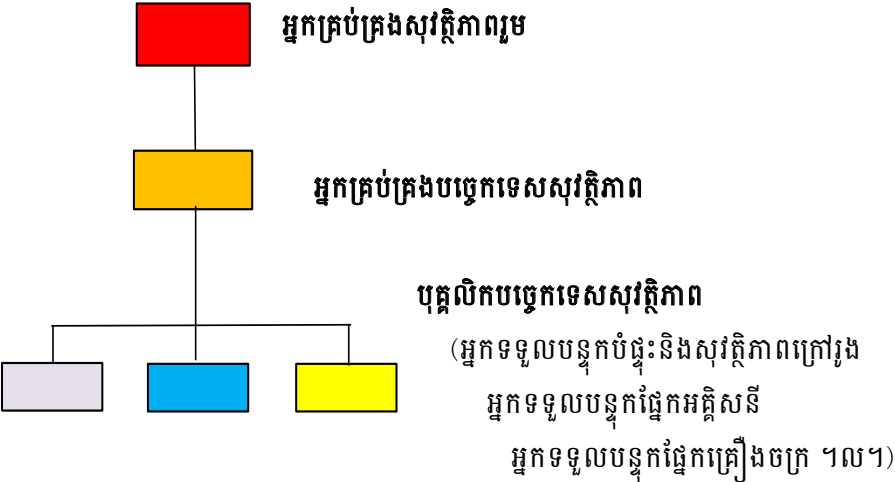 អ្នកគ្រប់គ្រងសុវត្ថិភាពរួម
អ្នកគ្រប់គ្រងបច្ចេកទេសសុវត្ថិភាព
បុគ្គលិកបច្ចេកទេសសុវត្ថិភាព
(អ្នកទទួលបន្ទុកបំផ្ទុះនិងសុវត្ថិភាពក្រៅរូង
អ្នកទទួលបន្ទុកផ្នែកអគ្គិសនី
អ្នកទទួលបន្ទុកផ្នែកគ្រឿងចក្រ ។ល។)